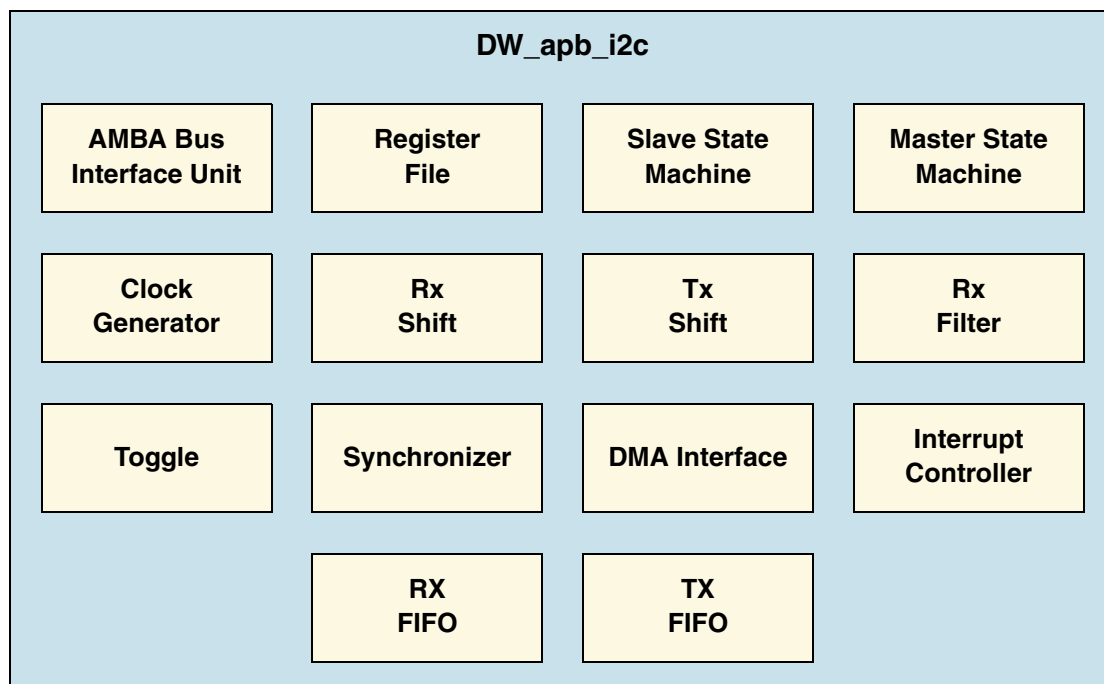 DW_apb_i2c
AMBA Bus
Interface Unit
Register
File
Slave State
Machine
Master State
Machine
Clock
Generator
Rx
Shift
Tx
Shift
Rx
Filter
Toggle
Synchronizer
DMA Interface
Interrupt
Controller
RX
FIFO
TX
FIFO